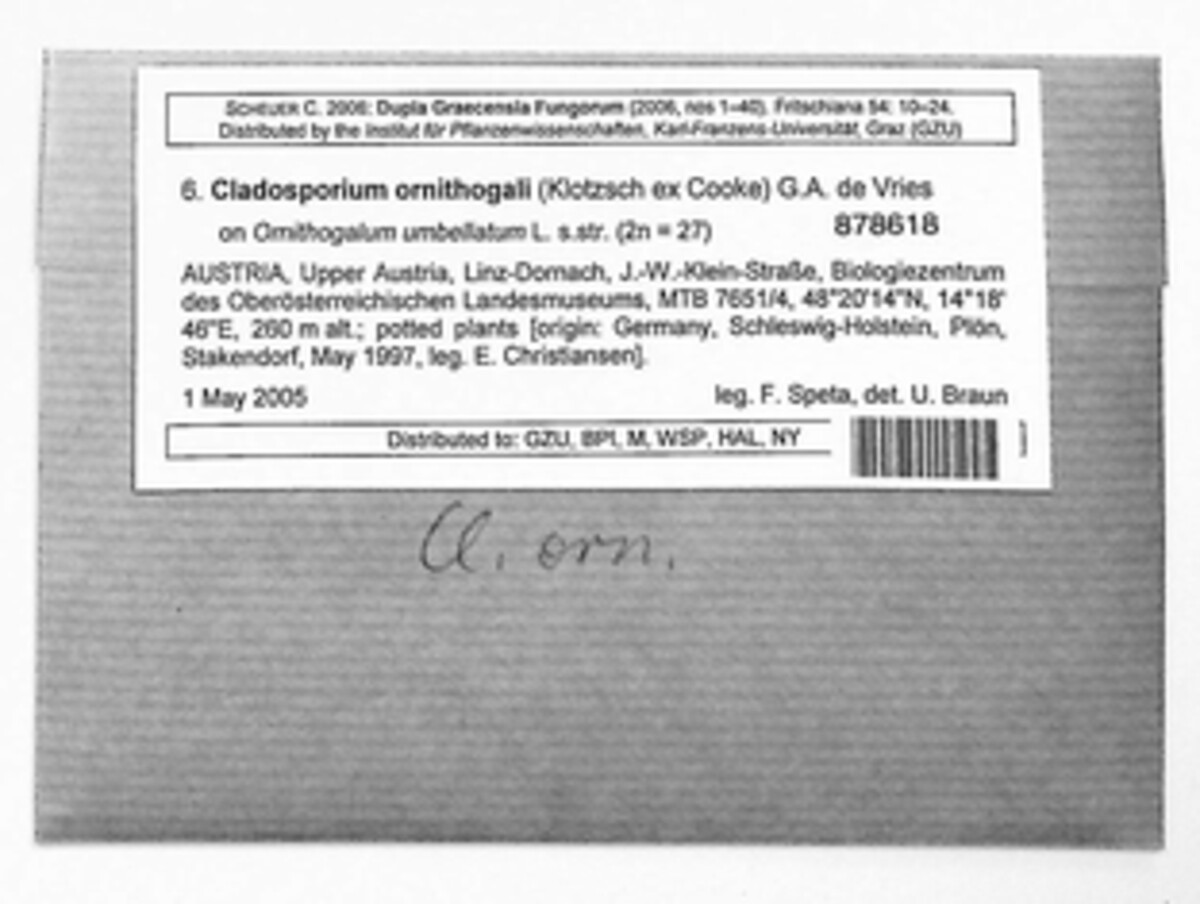 SCHEUER C. 2006: Dupla Graecensia Fungorum (2006, nos 1–40). Fritschiana 54: 10–24.
Distributed by the Institut für Pflanzenwissenschaften, Karl-Franzens-Universität, Graz (GZU)
6. Cladosporium ornithogali (Klotzsch ex Cooke) G.A. de Vries
on Ornithogalum umbellatum L. s.str. (2n = 27) 878618
AUSTRIA, Upper Austria, Linz-Dornach, J.-W.-Klein-Straße, Biologiezentrum
des Oberösterreichischen Landesmuseums, MTB 7651/4, 48°20'14"N, 14°18'
46"E, 260 m alt.; potted plants [origin: Germany, Schleswig-Holstein, Plön,
Stakendorf, May 1997, leg. E. Christiansen].
1 May 2005 leg. F. Speta, det. U. Braun
Distributed to: GZU, BPI, M, WSP, HAL, NY
Cl. orn.